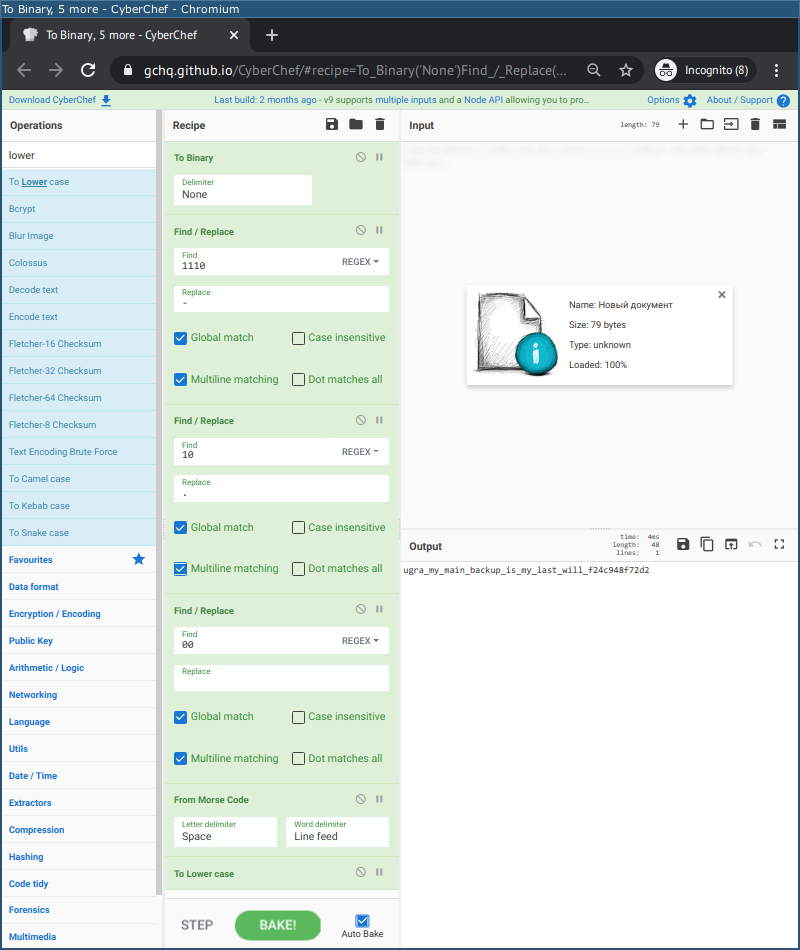 To Binary, 5 more - CyberChef - Chromium
To Binary, 5 more - CyberChef
gchq.github.io/CyberChef/#recipe=To_Binary('None')Find_/_Replace(...
Incognito (8)
Download CyberChef
Last build: 2 months ago - v9 supports multiple inputs and a Node API allowing you to pro...
Options
About / Support
Operations
lower
To Lower case
Bcrypt
Blur Image
Colossus
Decode text
Encode text
Fletcher-16 Checksum
Fletcher-32 Checksum
Fletcher-64 Checksum
Fletcher-8 Checksum
Text Encoding Brute Force
To Camel case
To Kebab case
To Snake case
Favourites
Data format
Encryption / Encoding
Public Key
Arithmetic / Logic
Networking
Language
Utils
Date / Time
Extractors
Compression
Hashing
Code tidy
Forensics
Multimedia
Recipe
To Binary
Delimiter
None
Find / Replace
Find
1110
REGEX
Replace
-
Global match
Case insensitive
Multiline matching
Dot matches all
Find / Replace
Find
10
REGEX
Replace
.
Global match
Case insensitive
Multiline matching
Dot matches all
Find / Replace
Find
00
REGEX
Replace
Global match
Case insensitive
Multiline matching
Dot matches all
From Morse Code
Letter delimiter
Space
Word delimiter
Line feed
To Lower case
STEP
BAKE!
Auto Bake
Input
length: 79
Name: Новый документ
Size: 79 bytes
Type: unknown
Loaded: 100%
Output
time: 4ms
length: 48
lines: 1
ugra_my_main_backup_is_my_last_will_f24c948f72d2